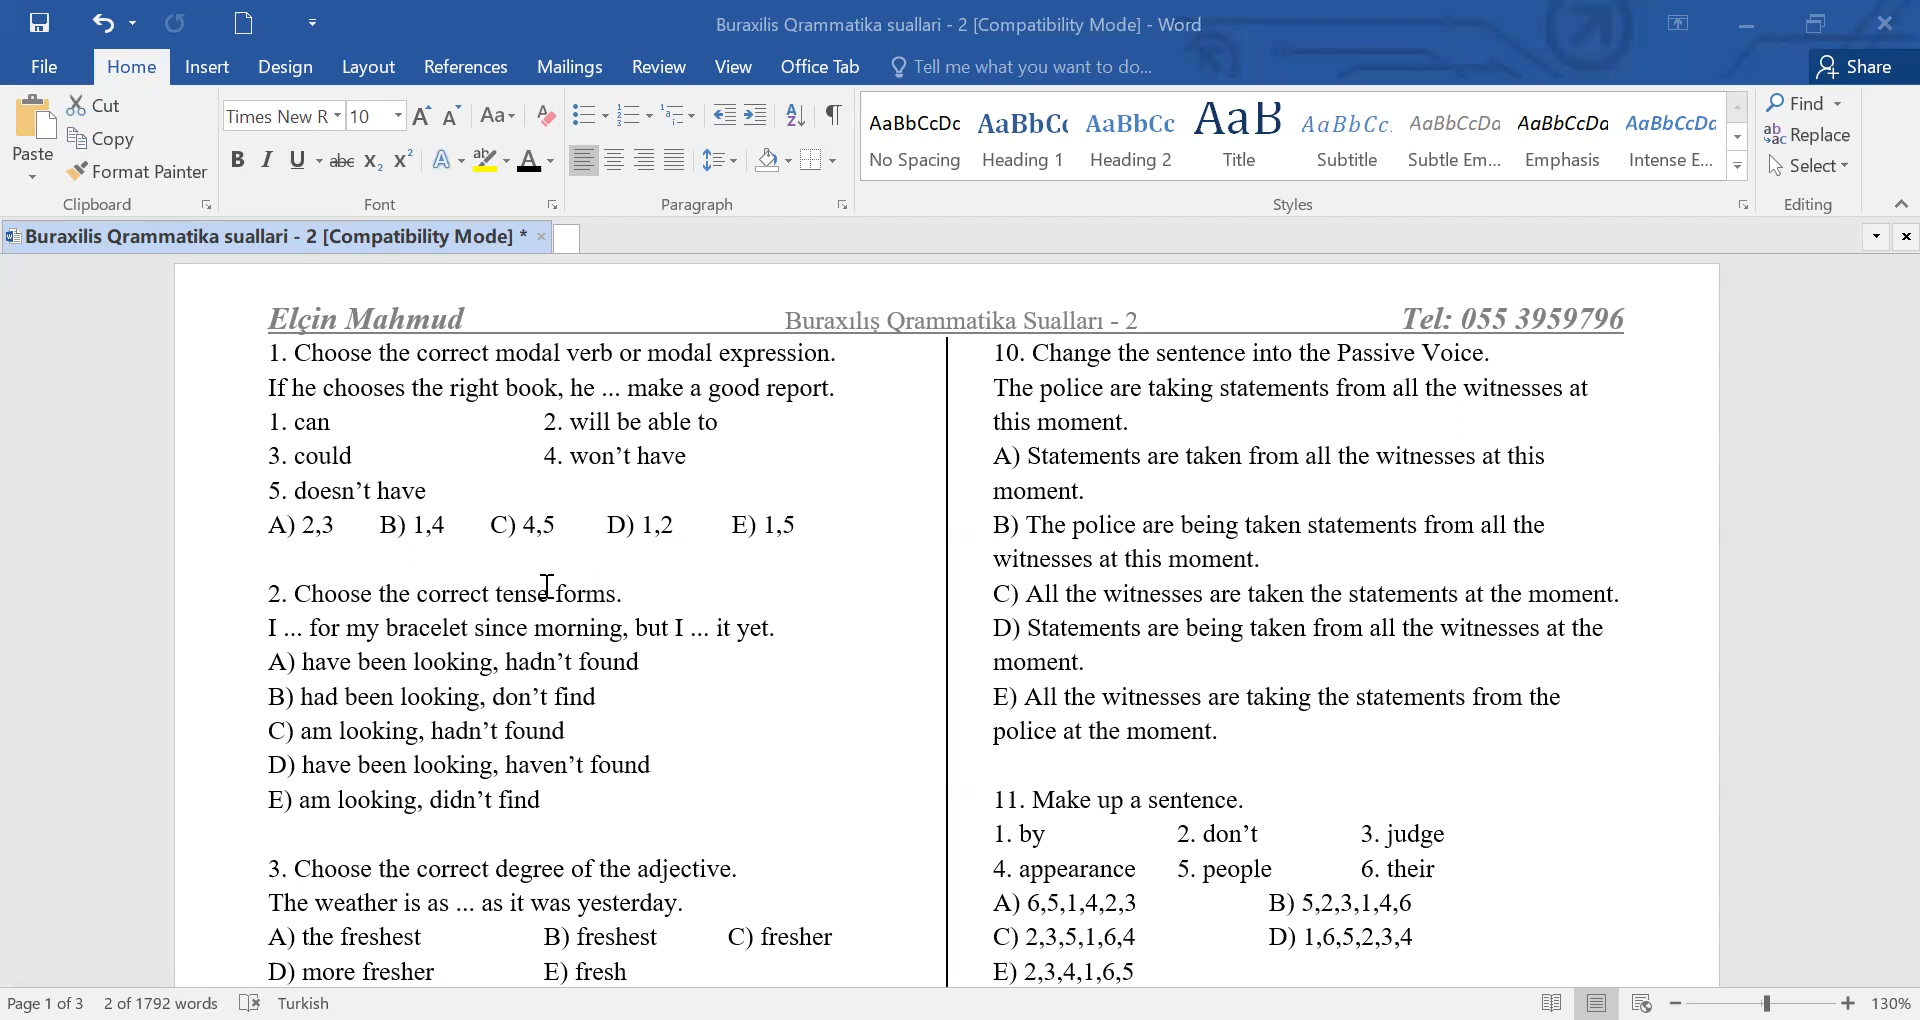 Buraxilis Qrammatika suallari - 2 [Compatibility Mode] - Word
File Home Insert Design Layout References Mailings Review View Office Tab Tell me what you want to do... Share
Paste
Cut
Copy
Format Painter
Clipboard
Times New R 10
Font
Paragraph
AaBbCcDc AaBbCc AaBbCc AaB AaBbCc. AaBbCcDa AaBbCcDa AaBbCcDc
No Spacing Heading 1 Heading 2 Title Subtitle Subtle Em... Emphasis Intense E...
Styles
Find
Replace
Select
Editing
Buraxilis Qrammatika suallari - 2 [Compatibility Mode] *
Elçin Mahmud Buraxılış Qrammatika Sualları - 2 Tel: 055 3959796
1. Choose the correct modal verb or modal expression.
If he chooses the right book, he ... make a good report.
1. can 2. will be able to
3. could 4. won’t have
5. doesn’t have
A) 2,3 B) 1,4 C) 4,5 D) 1,2 E) 1,5
2. Choose the correct tense forms.
I ... for my bracelet since morning, but I ... it yet.
A) have been looking, hadn’t found
B) had been looking, don’t find
C) am looking, hadn’t found
D) have been looking, haven’t found
E) am looking, didn’t find
3. Choose the correct degree of the adjective.
The weather is as ... as it was yesterday.
A) the freshest B) freshest C) fresher
D) more fresher E) fresh
10. Change the sentence into the Passive Voice.
The police are taking statements from all the witnesses at
this moment.
A) Statements are taken from all the witnesses at this
moment.
B) The police are being taken statements from all the
witnesses at this moment.
C) All the witnesses are taken the statements at the moment.
D) Statements are being taken from all the witnesses at the
moment.
E) All the witnesses are taking the statements from the
police at the moment.
11. Make up a sentence.
1. by 2. don’t 3. judge
4. appearance 5. people 6. their
A) 6,5,1,4,2,3 B) 5,2,3,1,4,6
C) 2,3,5,1,6,4 D) 1,6,5,2,3,4
E) 2,3,4,1,6,5
Page 1 of 3 2 of 1792 words Turkish 130%